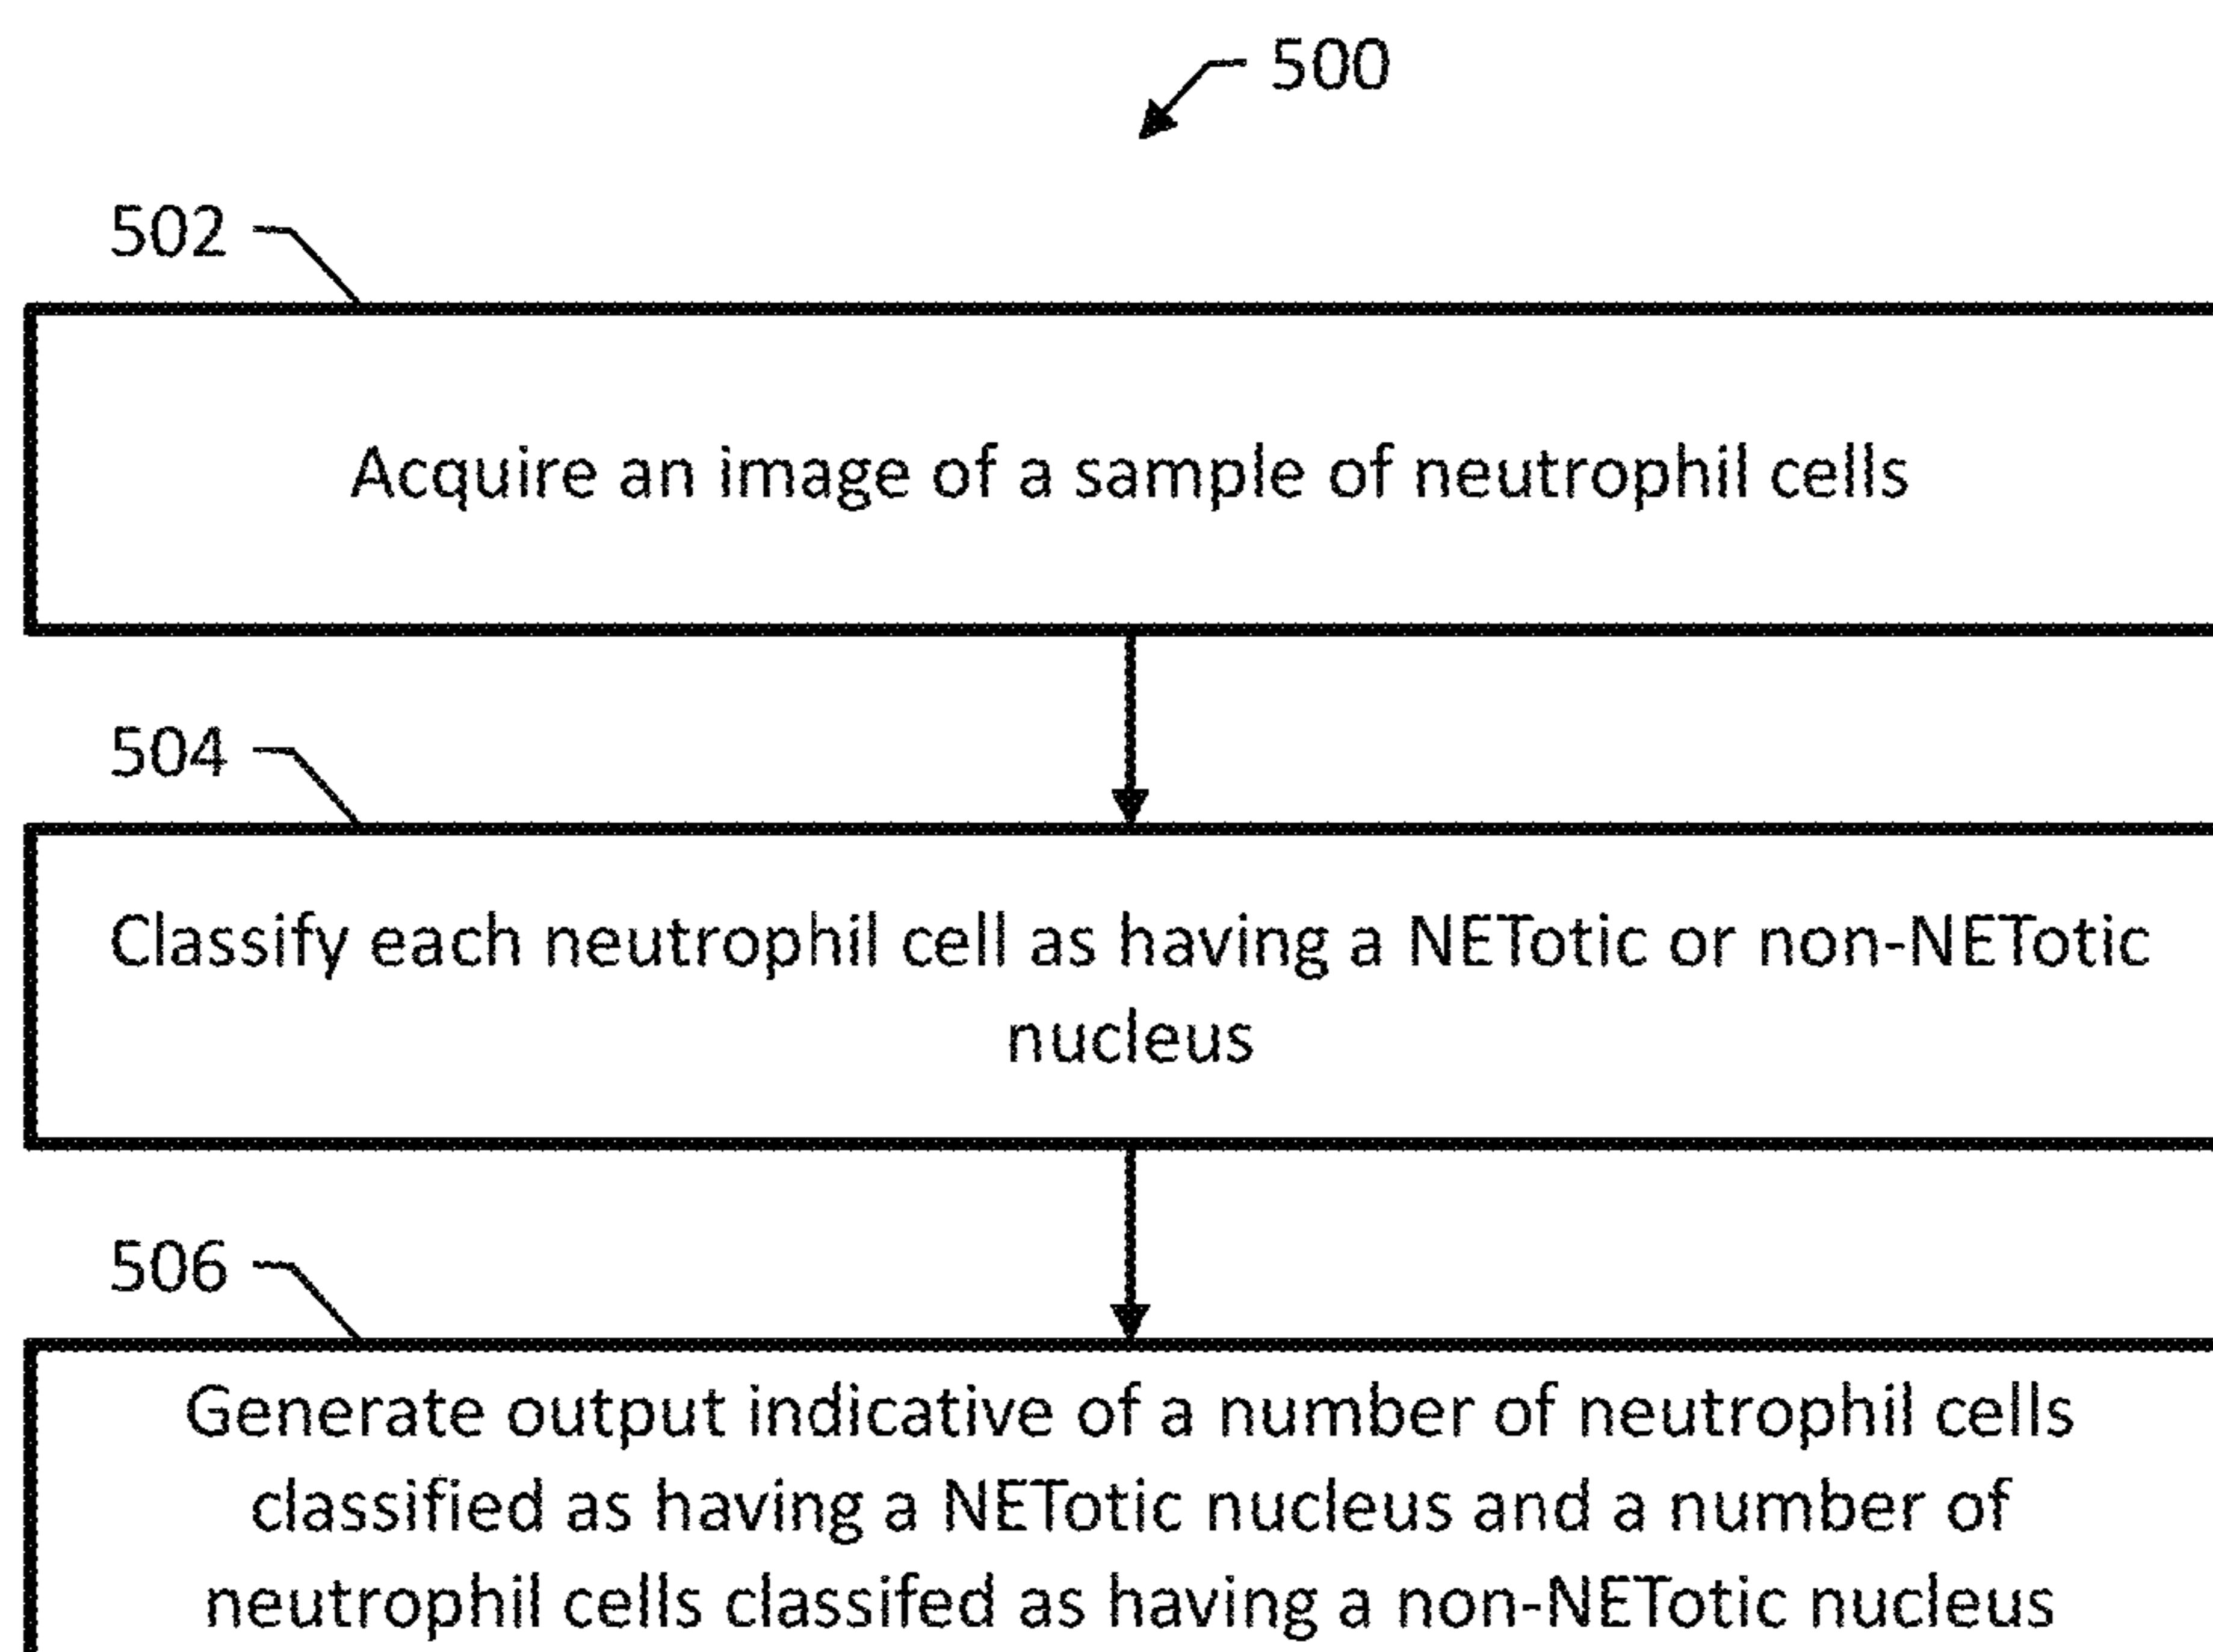 500
502
Acquire an image of a sample of neutrophil cells
504
Classify each neutrophil cell as having a NETotic or non-NETotic
nucleus
506
Generate output indicative of a number of neutrophil cells
classified as having a NETotic nucleus and a number of
neutrophil cells classifed as having a non-NETotic nucleus